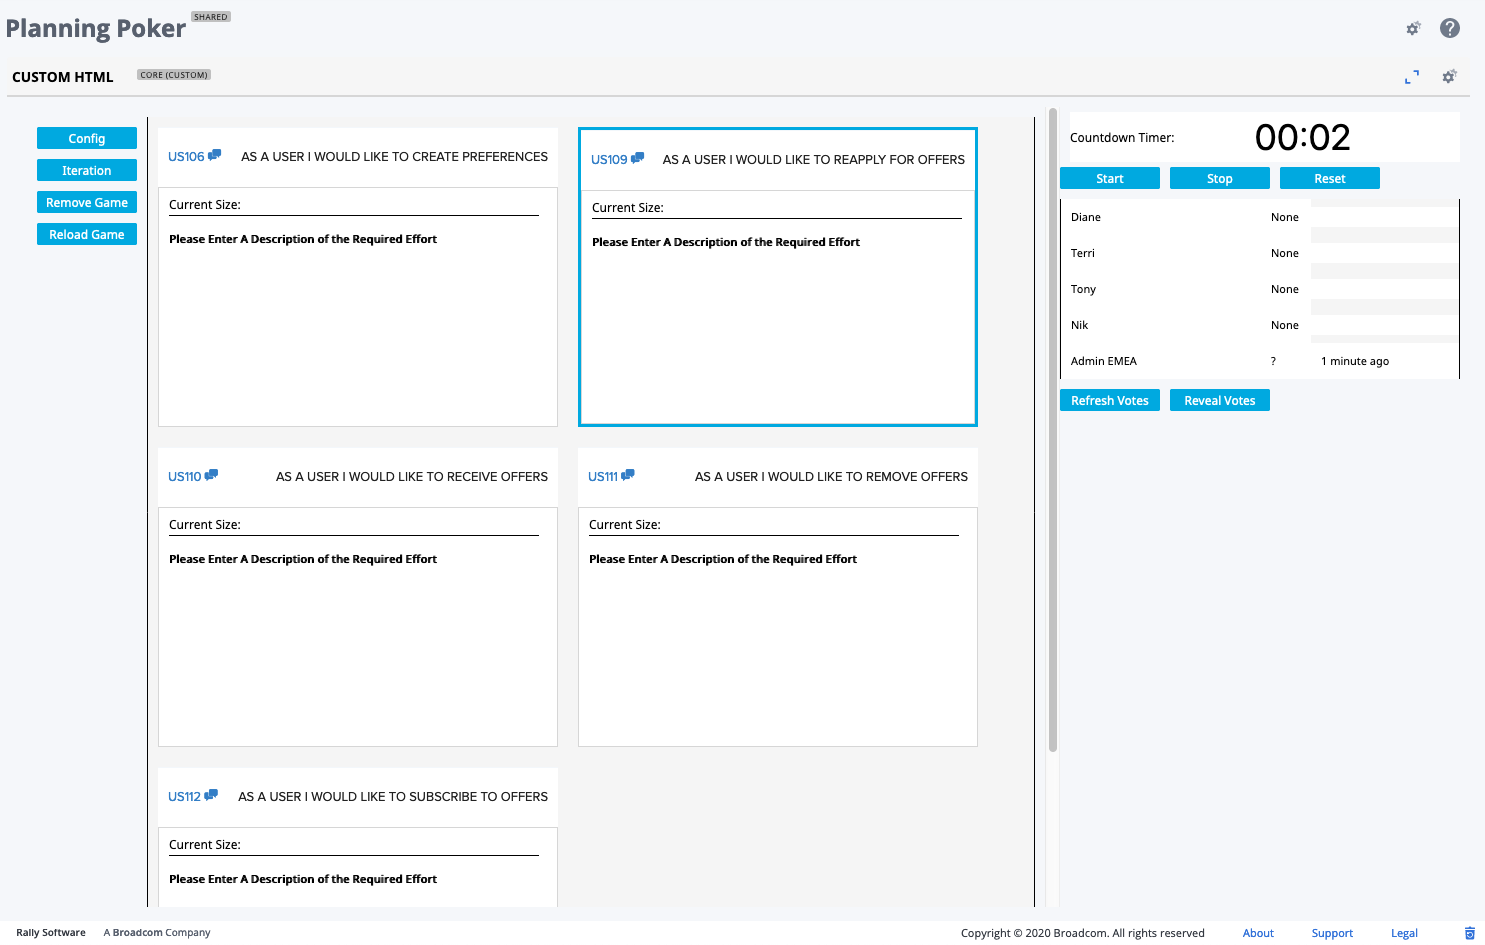 Planning Poker SHARED
CUSTOM HTML CORE (CUSTOM)
Config
Iteration
Remove Game
Reload Game
US106 AS A USER I WOULD LIKE TO CREATE PREFERENCES
Current Size:
Please Enter A Description of the Required Effort
US109 AS A USER I WOULD LIKE TO REAPPLY FOR OFFERS
Current Size:
Please Enter A Description of the Required Effort
US110 AS A USER I WOULD LIKE TO RECEIVE OFFERS
Current Size:
Please Enter A Description of the Required Effort
US111 AS A USER I WOULD LIKE TO REMOVE OFFERS
Current Size:
Please Enter A Description of the Required Effort
US112 AS A USER I WOULD LIKE TO SUBSCRIBE TO OFFERS
Current Size:
Please Enter A Description of the Required Effort
Countdown Timer: 00:02
Start Stop Reset
Diane None
Terri None
Tony None
Nik None
Admin EMEA ? 1 minute ago
Refresh Votes Reveal Votes
Rally Software A Broadcom Company Copyright © 2020 Broadcom. All rights reserved About Support Legal